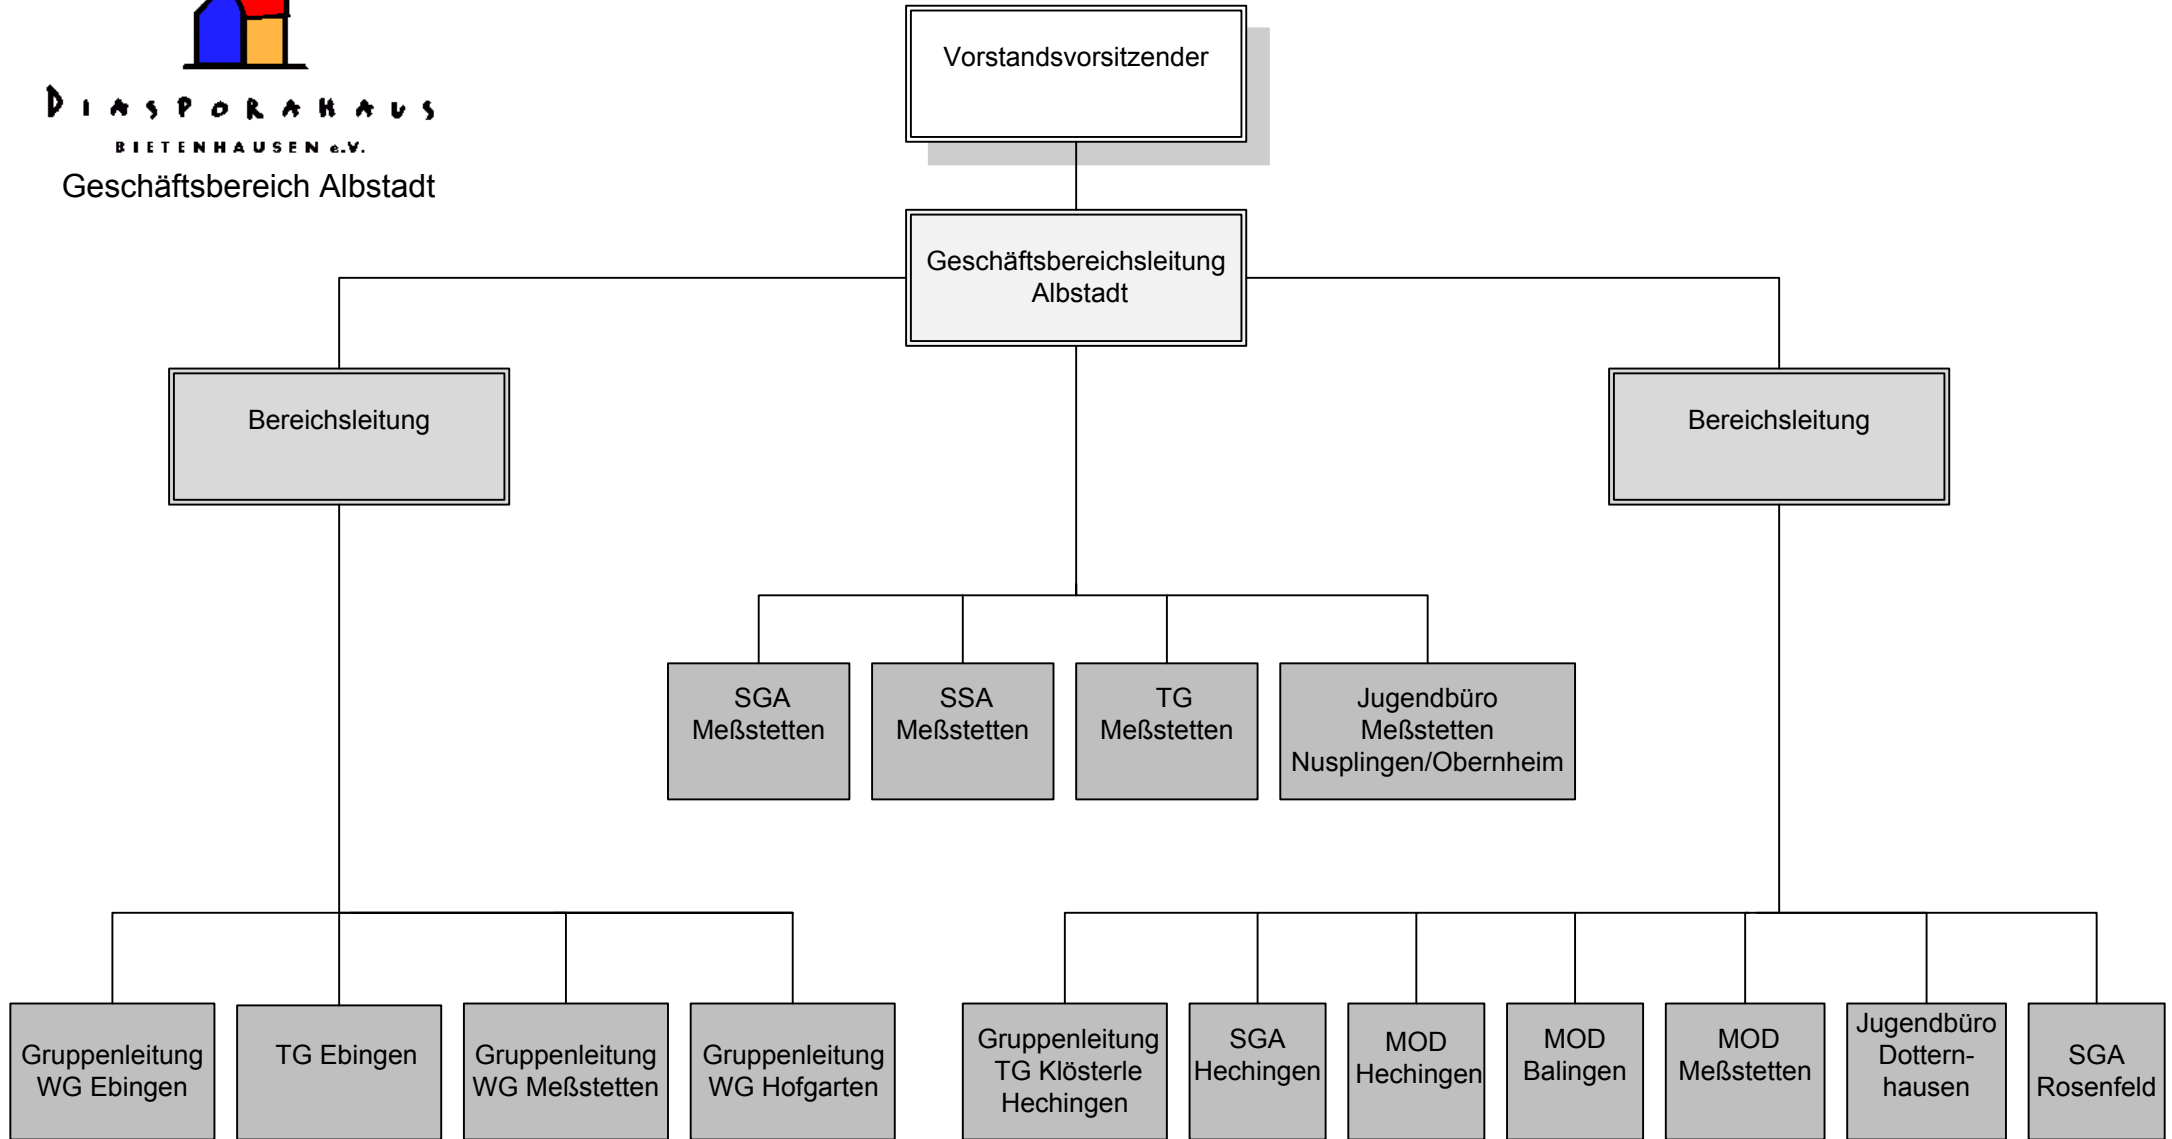 DIASPORAHAUS
BIETENHAUSEN e.V.
Geschäftsbereich Albstadt
Vorstandsvorsitzender
Geschäftsbereichsleitung
Albstadt
Bereichsleitung
Bereichsleitung
SGA
Meßstetten
SSA
Meßstetten
TG
Meßstetten
Jugendbüro
Meßstetten
Nusplingen/Obernheim
Gruppenleitung
WG Ebingen
TG Ebingen
Gruppenleitung
WG Meßstetten
Gruppenleitung
WG Hofgarten
Gruppenleitung
TG Klösterle
Hechingen
SGA
Hechingen
MOD
Hechingen
MOD
Balingen
MOD
Meßstetten
Jugendbüro
Dottern-
hausen
SGA
Rosenfeld